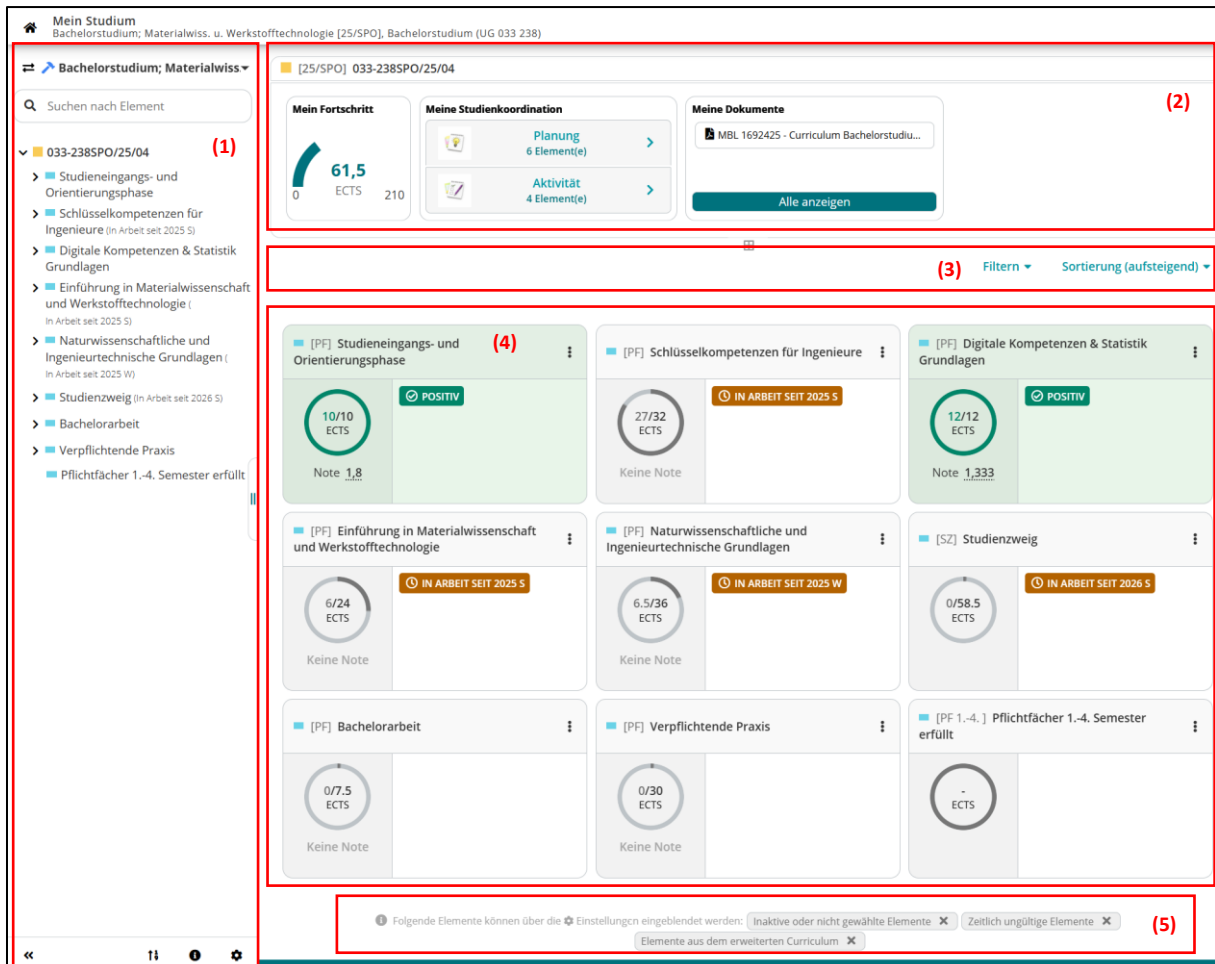 Mein Studium
Bachelorstudium; Materialwiss. u. Werkstofftechnologie [25/SPO], Bachelorstudium (UG 033 238)
Bachelorstudium; Materialwiss.
Suchen nach Element
(1)
033-238SPO/25/04
Studieneingangs- und
Orientierungsphase
Schlüsselkompetenzen für
Ingenieure (In Arbeit seit 2025 S)
Digitale Kompetenzen & Statistik
Grundlagen
Einführung in Materialwissenschaft
und Werkstofftechnologie (
In Arbeit seit 2025 S)
Naturwissenschaftliche und
Ingenieurtechnische Grundlagen (
In Arbeit seit 2025 W)
Studienzweig (In Arbeit seit 2026 S)
Bachelorarbeit
Verpflichtende Praxis
Pflichtfächer 1.-4. Semester erfüllt
[25/SPO] 033-238SPO/25/04
(2)
Mein Fortschritt
61,5
ECTS
0 210
Meine Studienkoordination
Planung
6 Element(e)
Aktivität
4 Element(e)
Meine Dokumente
MBL 1692425 - Curriculum Bachelorstudiu...
Alle anzeigen
(3) Filtern Sortierung (aufsteigend)
(4)
[PF] Studieneingangs- und
Orientierungsphase
10/10
ECTS
Note 1,8
POSITIV
[PF] Schlüsselkompetenzen für Ingenieure
27/32
ECTS
Keine Note
IN ARBEIT SEIT 2025 S
[PF] Digitale Kompetenzen & Statistik
Grundlagen
12/12
ECTS
Note 1,333
POSITIV
[PF] Einführung in Materialwissenschaft
und Werkstofftechnologie
6/24
ECTS
Keine Note
IN ARBEIT SEIT 2025 S
[PF] Naturwissenschaftliche und
Ingenieurtechnische Grundlagen
6.5/36
ECTS
Keine Note
IN ARBEIT SEIT 2025 W
[SZ] Studienzweig
0/58.5
ECTS
IN ARBEIT SEIT 2026 S
[PF] Bachelorarbeit
0/7.5
ECTS
Keine Note
[PF] Verpflichtende Praxis
0/30
ECTS
Keine Note
[PF 1.-4. ] Pflichtfächer 1.-4. Semester
erfüllt
-
ECTS
Folgende Elemente können über die Einstellungen eingeblendet werden: Inaktive oder nicht gewählte Elemente Zeitlich ungültige Elemente
Elemente aus dem erweiterten Curriculum
(5)